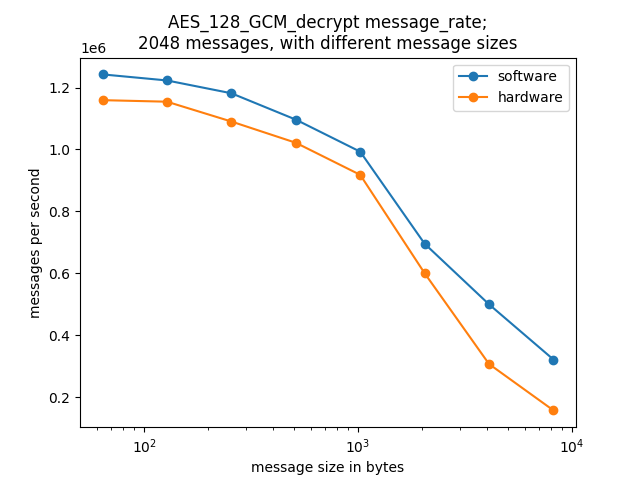 AES_128_GCM_decrypt message_rate;
2048 messages, with different message sizes
1e6
software
hardware
1.2
1.0
0.8
0.6
0.4
0.2
messages per second
10²
10³
10⁴
message size in bytes